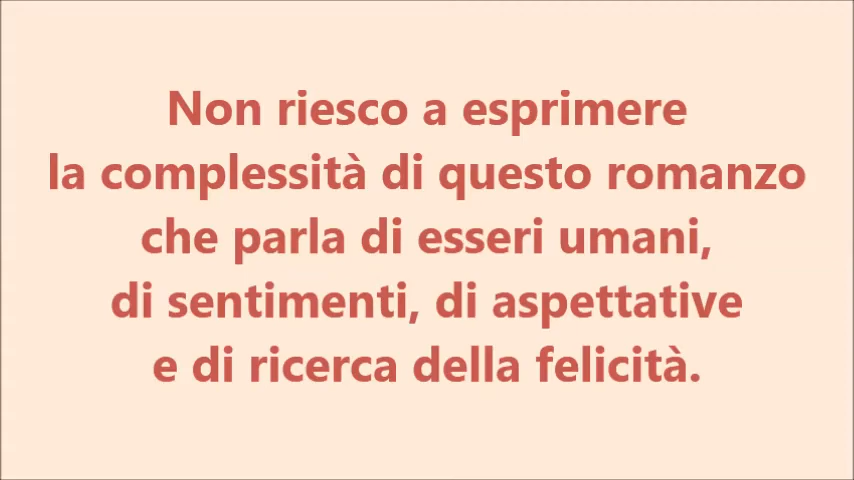 Non riesco a esprimere
la complessità di questo romanzo
che parla di esseri umani,
di sentimenti, di aspettative
e di ricerca della felicità.